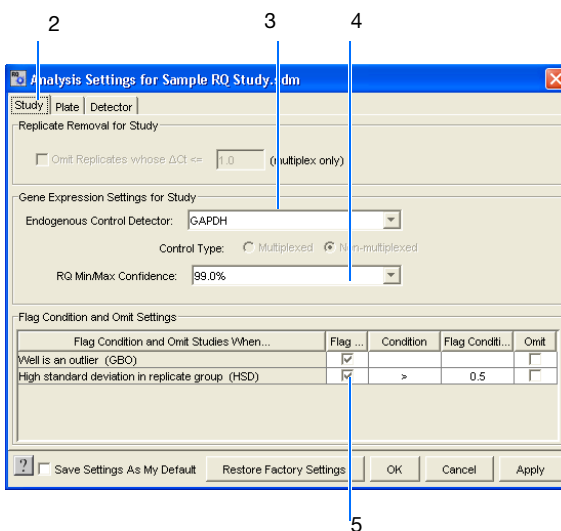 2 3 4
Analysis Settings for Sample RQ Study.sdm
Study Plate Detector
Replicate Removal for Study
Omit Replicates whose ΔCt <= 1.0 (multiplex only)
Gene Expression Settings for Study
Endogenous Control Detector: GAPDH
Control Type: Multiplexed Non-multiplexed
RQ Min/Max Confidence: 99.0%
Flag Condition and Omit Settings
Flag Condition and Omit Studies When... Flag ... Condition Flag Conditi... Omit
Well is an outlier (GBO)
High standard deviation in replicate group (HSD) > 0.5
? Save Settings As My Default Restore Factory Settings OK Cancel Apply
5